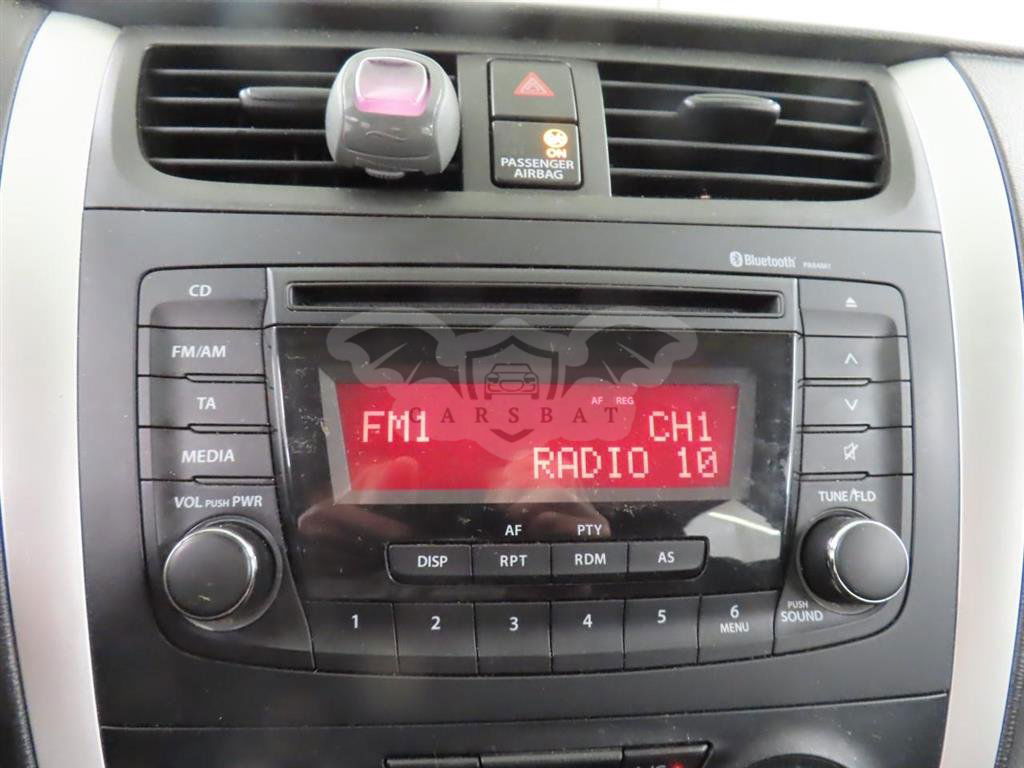 ON
PASSENGER
AIRBAG
Bluetooth
CD
FM/AM
TA
MEDIA
VOL PUSH PWR
AF REG
FM1 CH1
RADIO 10
CARSBAT
TUNE/FLD
AF PTY
DISP RPT RDM AS
1 2 3 4 5 6
MENU
PUSH
SOUND